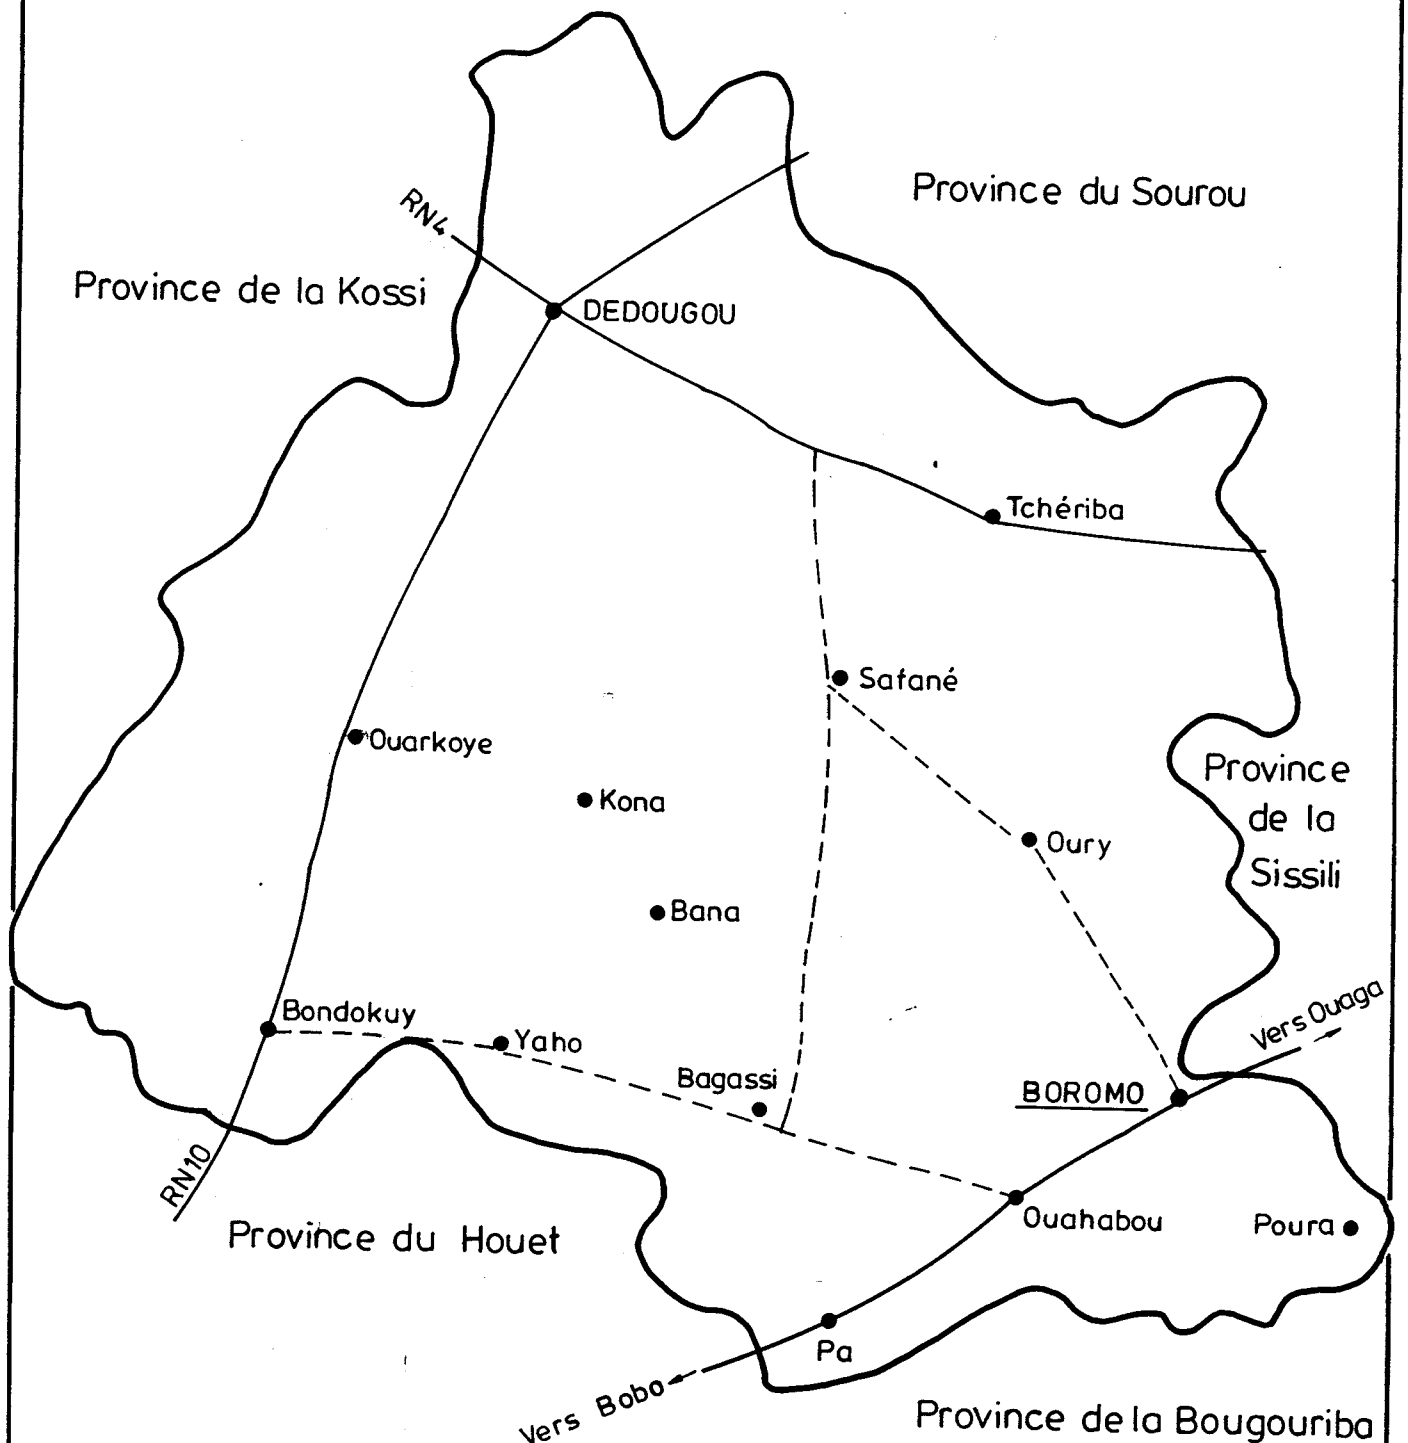 Province du Sourou
RN4
Province de la Kossi
DEDOUGOU
Tchériba
Safané
Ouarkoye
Province
de la
Sissili
Kona
Oury
Bana
Vers Ouaga
Bondokuy
Yaho
Bagassi
BOROMO
RN10
Ouahabou
Poura
Province du Houet
Pa
Vers Bobo
Province de la Bougouriba